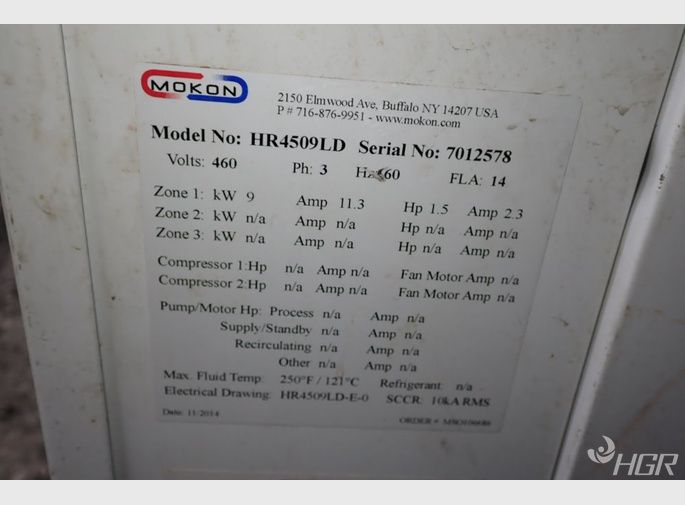 MOKON
2150 Elmwood Ave, Buffalo NY 14207 USA
P # 716-876-9951 - www.mokon.com
Model No: HR4509LD Serial No: 7012578
Volts: 460 Ph: 3 Hz: 60 FLA: 14
Zone 1: kW 9 Amp 11.3 Hp 1.5 Amp 2.3
Zone 2: kW n/a Amp n/a Hp n/a Amp n/a
Zone 3: kW n/a Amp n/a Hp n/a Amp n/a
Compressor 1:Hp n/a Amp n/a Fan Motor Amp n/a
Compressor 2:Hp n/a Amp n/a Fan Motor Amp n/a
Pump/Motor Hp: Process n/a Amp n/a
Supply/Standby n/a Amp n/a
Recirculating n/a Amp n/a
Other n/a Amp n/a
Max. Fluid Temp: 250°F / 121°C Refrigerant: n/a
Electrical Drawing: HR4509LD-E-0 SCCR: 10kA RMS
Date: 11/2014 ORDER #
HGR